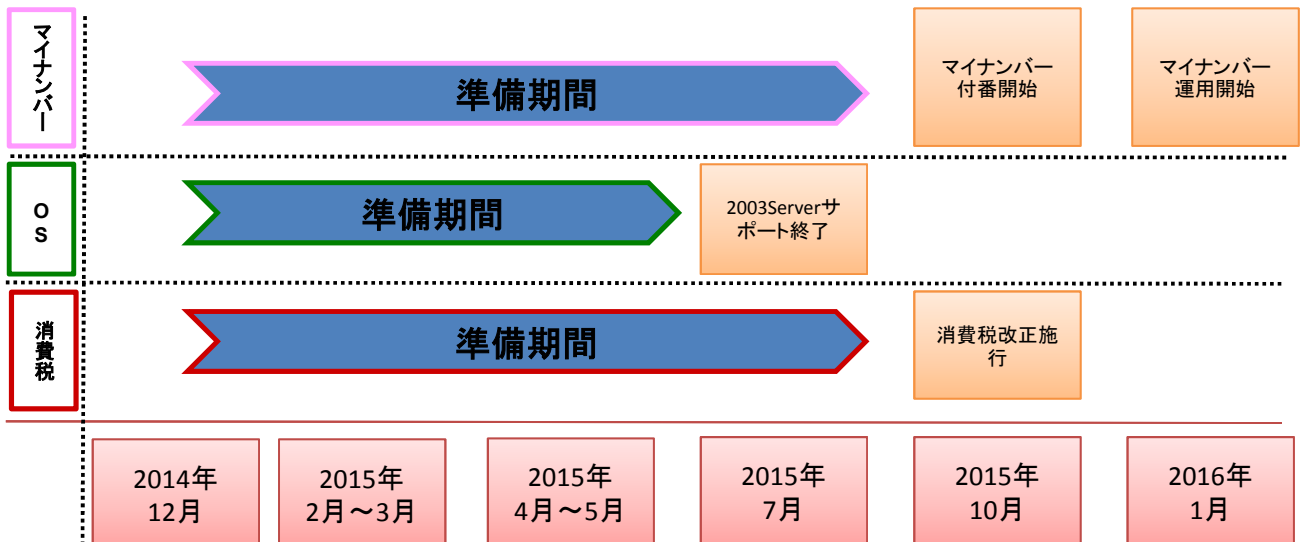 マイナンバー
準備期間
マイナンバー
付番開始
マイナンバー
運用開始
OS
準備期間
2003Serverサ
ポート終了
消費税
準備期間
消費税改正施
行
2014年
12月
2015年
2月～3月
2015年
4月～5月
2015年
7月
2015年
10月
2016年
1月